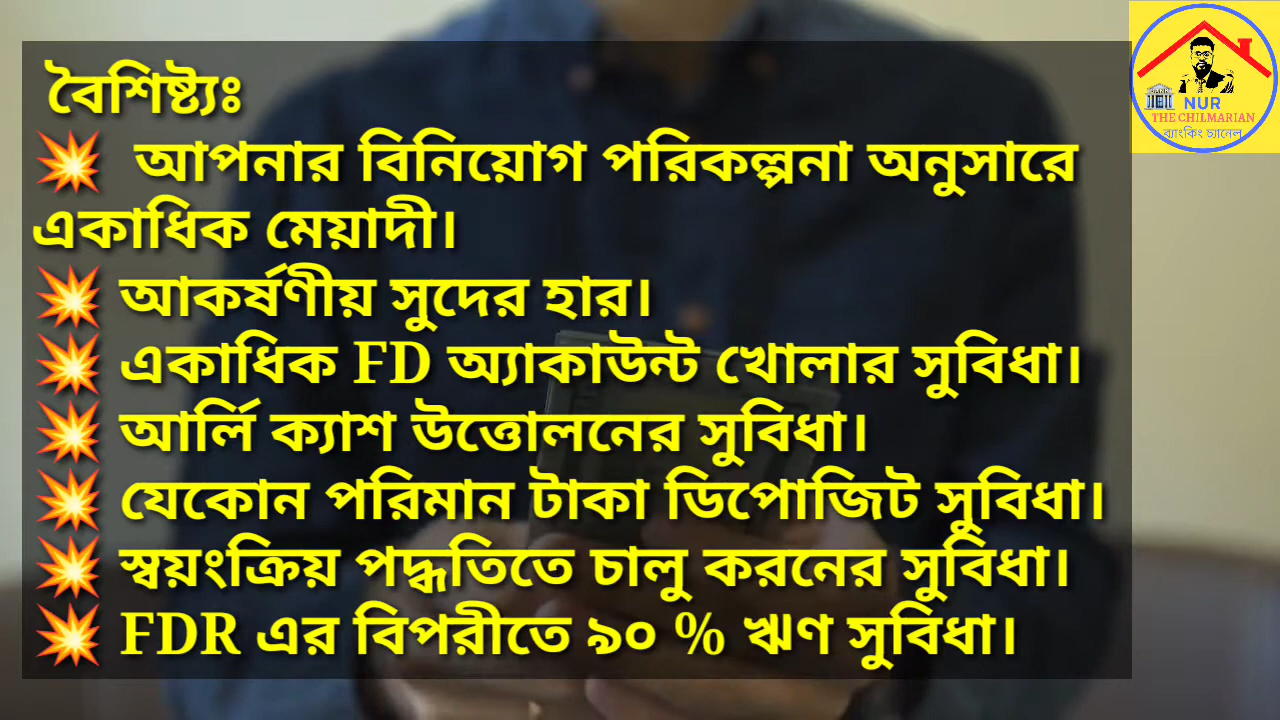 বৈশিষ্ট্যঃ
💥 আপনার বিনিয়োগ পরিকল্পনা অনুসারে
একাধিক মেয়াদী।
💥 আকর্ষণীয় সুদের হার।
💥 একাধিক FD অ্যাকাউন্ট খোলার সুবিধা।
💥 আর্লি ক্যাশ উত্তোলনের সুবিধা।
💥 যেকোন পরিমান টাকা ডিপোজিট সুবিধা।
💥 স্বয়ংক্রিয় পদ্ধতিতে চালু করনের সুবিধা।
💥 FDR এর বিপরীতে ৯০ % ঋণ সুবিধা।
BANK
NUR
THE CHILMARIAN
ব্যাংকিং চ্যানেল